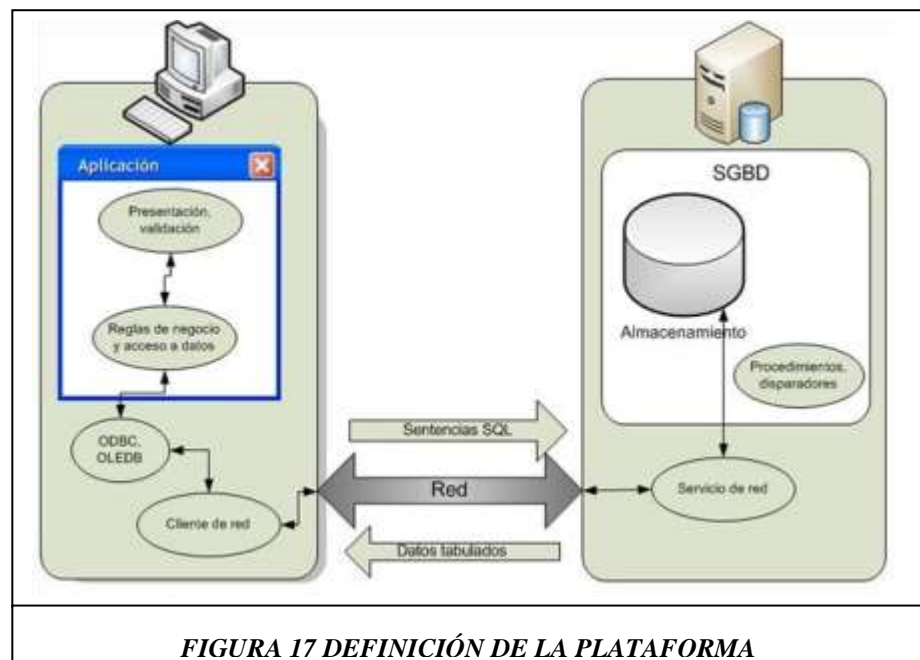 Aplicación
Presentación,
validación
Reglas de negocio
y acceso a datos
ODBC,
OLEDB
Cliente de red
Sentencias SQL
Red
Datos tabulados
SGBD
Almacenamiento
Procedimientos,
disparadores
Servicio de red
FIGURA 17 DEFINICIÓN DE LA PLATAFORMA